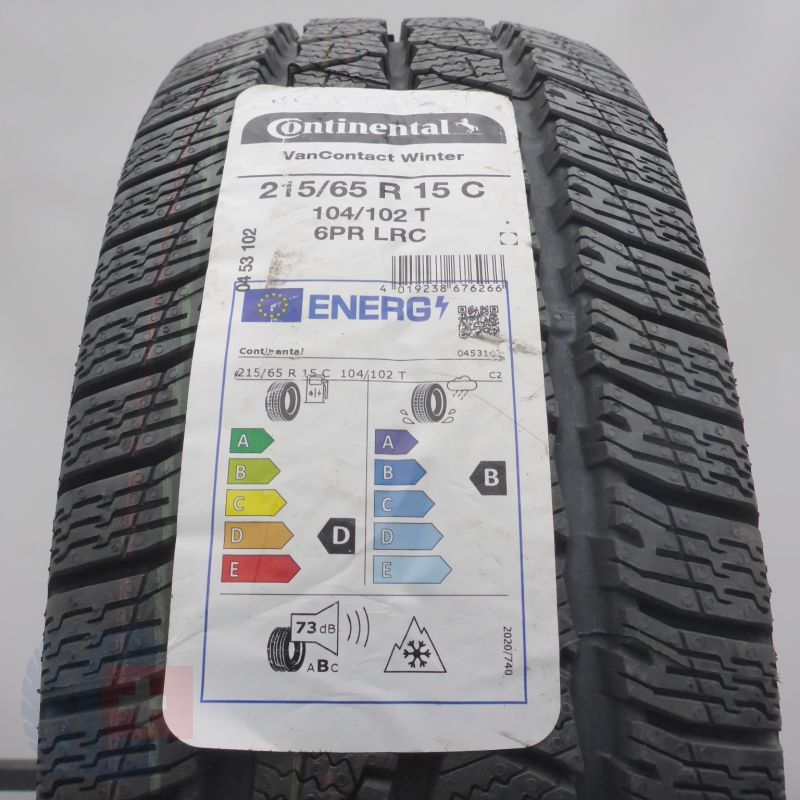 Continental
VanContact Winter
215/65 R 15 C
104/102 T
6PR LRC
04 53 102
4 019238 676266
ENERG
Continental
215/65 R 15 C 104/102 T
C2
A
B
C
D
E
D
A
B
C
D
E
B
73 dB
ABC
2020/740